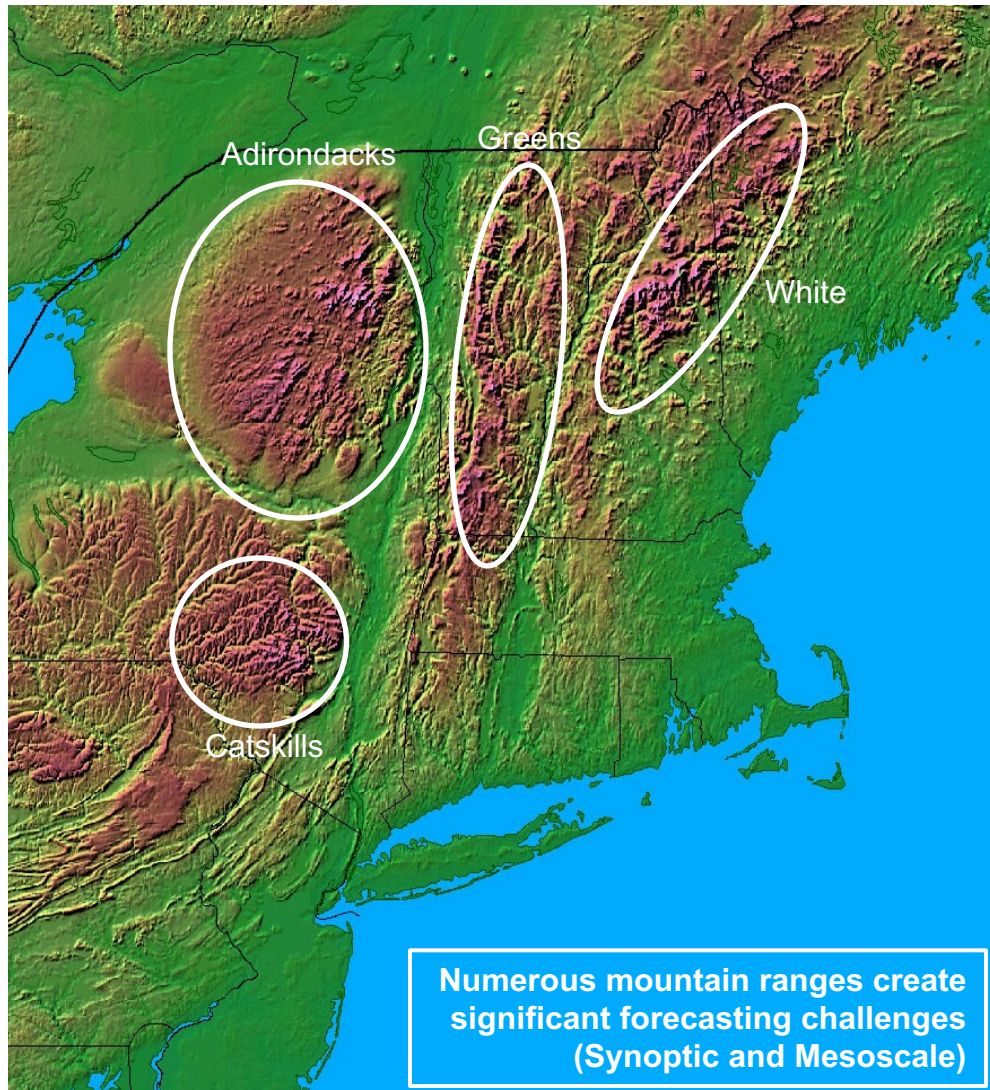 Greens
Adirondacks
White
Catskills
Numerous mountain ranges create
significant forecasting challenges
(Synoptic and Mesoscale)